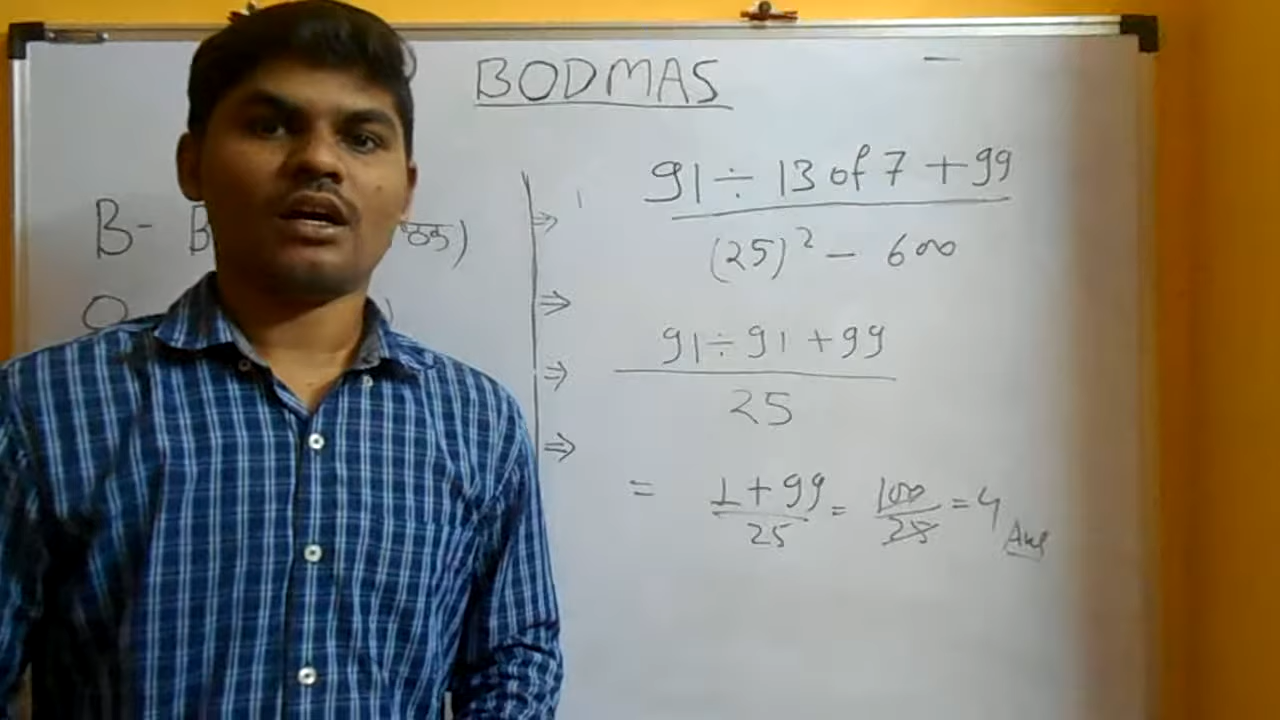 BODMAS
B- B
O
⇒ 91 ÷ 13 of 7 + 99
(25)² - 600
⇒
91 ÷ 91 + 99
⇒
25
⇒
= 1 + 99 / 25 = 100 / 25 = 4 Ans